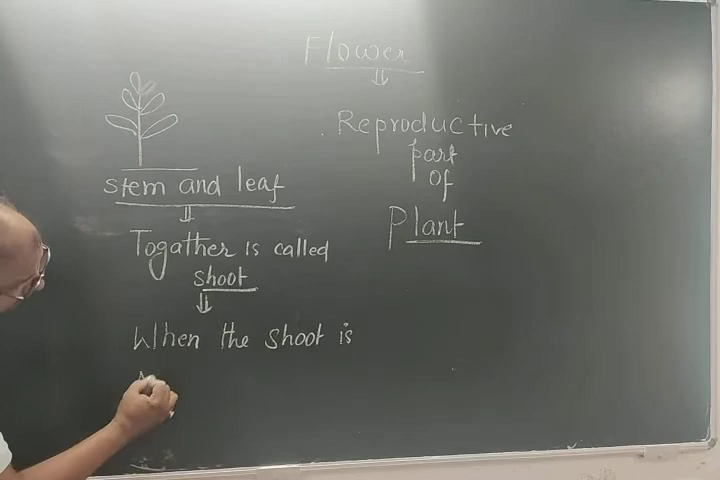 Flower
⇓
Reproductive
part
of
Plant
stem and leaf
⇓
Togather is called
shoot
⇓
When the shoot is